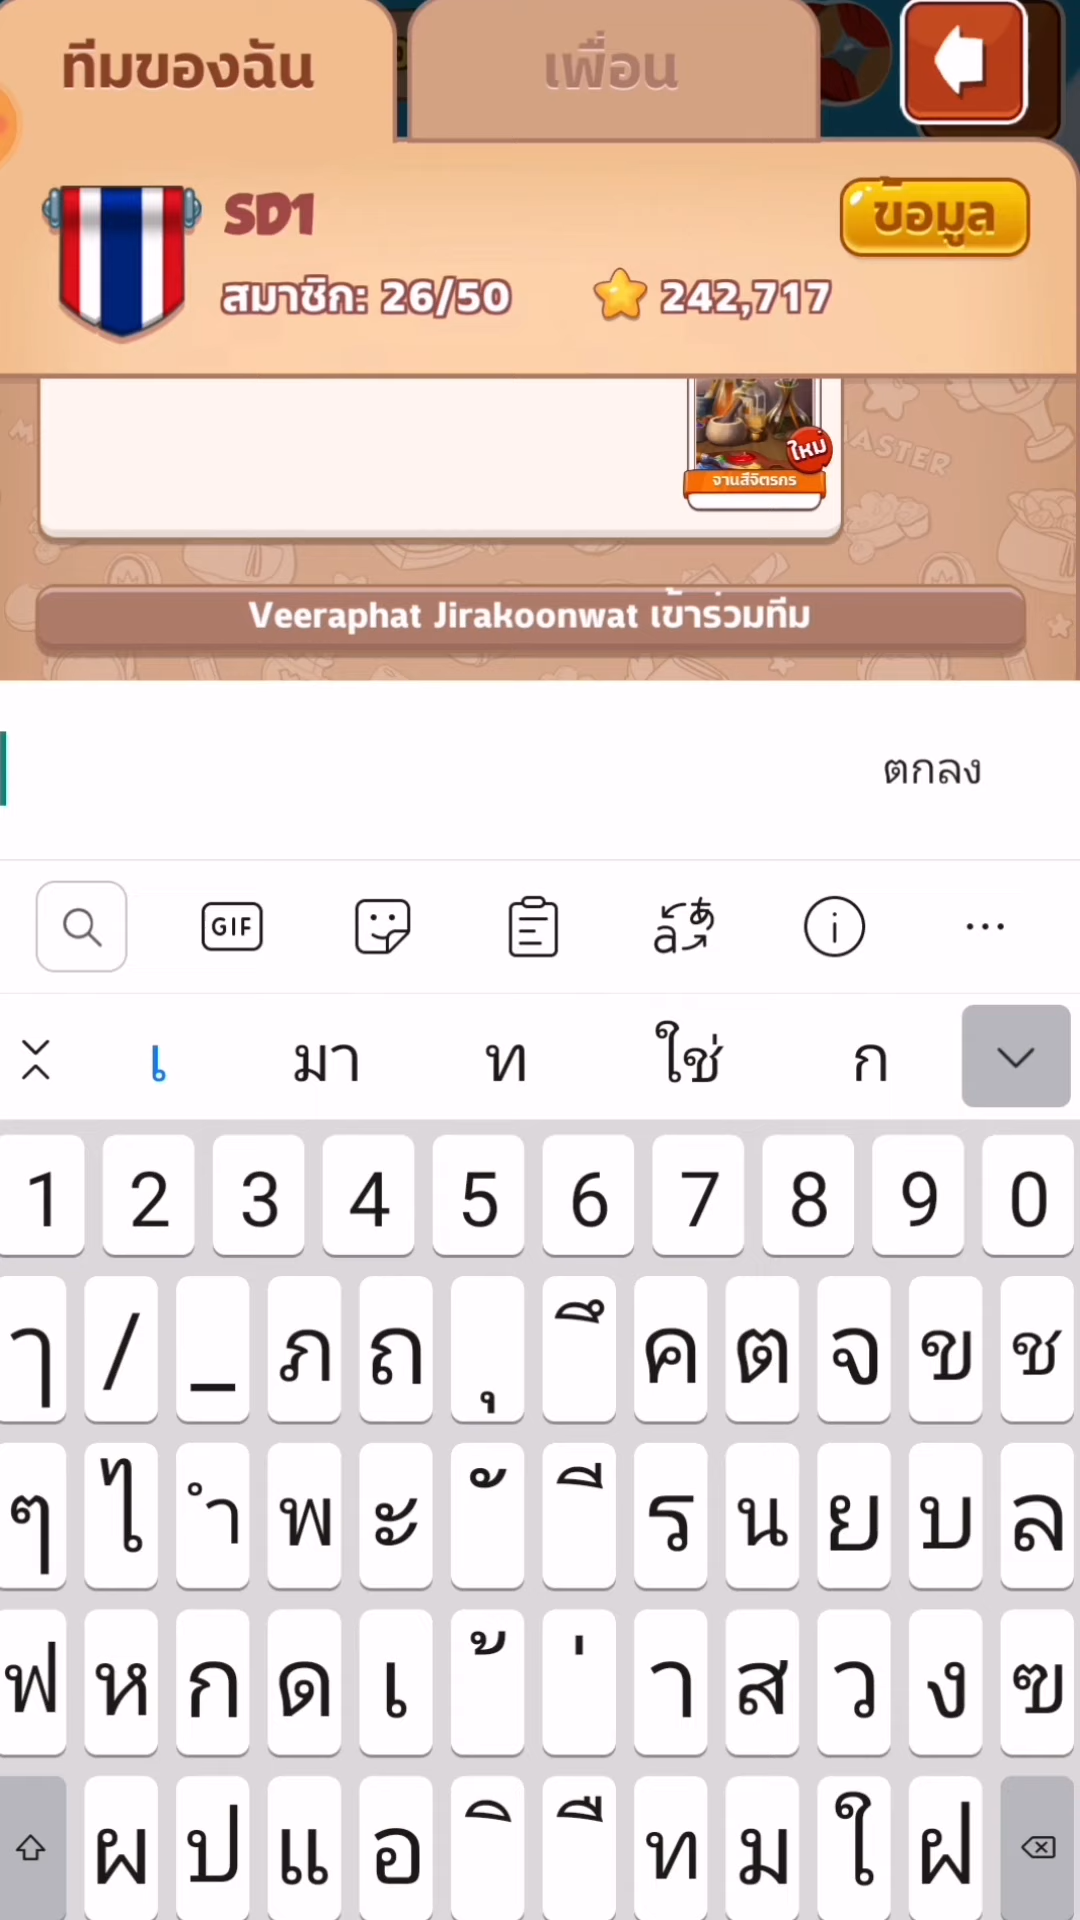 ทีมของฉัน
เพื่อน
SD1
ข้อมูล
สมาชิก: 26/50
242,717
ใหม่
จานสีจิตรกร
ASTER
Veeraphat Jirakoonwat เข้าร่วมทีม
ตกลง
GIF
aあ
เ มา ท ใช่ ก
1 2 3 4 5 6 7 8 9 0
ๅ / _ ภ ถ ุ ึ ค ต จ ข ช
ๆ ไ ำ พ ะ ั ี ร น ย บ ล
ฟ ห ก ด เ ้ ่ า ส ว ง ฃ
ผ ป แ อ ิ ื ท ม ใ ฝ